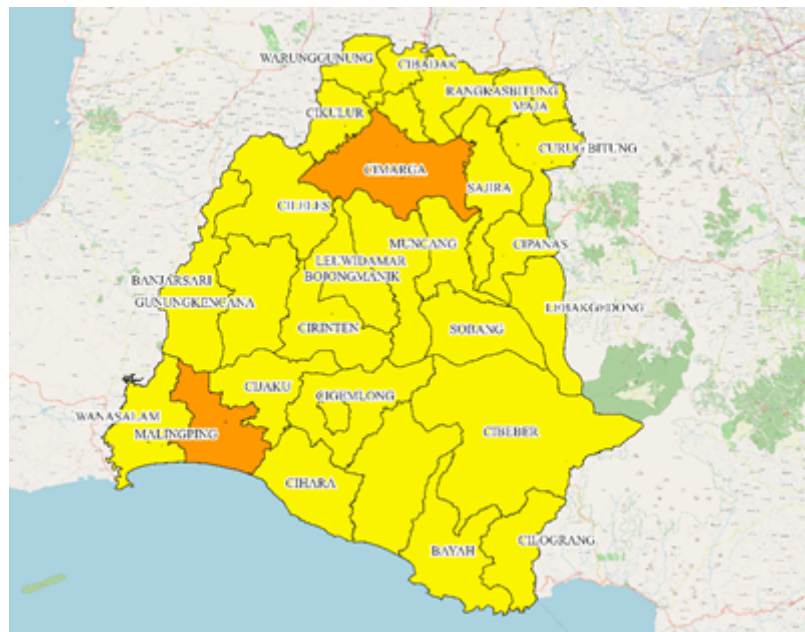 WARUNGGUNUNG
CIBADAK
RANGKASBITUNG
MAJA
CIKULUR
CURUG BITUNG
CIMARGA
SAJIRA
CILELES
MUNCANG
CIPANAS
LEUWIDAMAR
BOJONGMANIK
BANJARSARI
GUNUNGKENCANA
LEBAKGEDONG
CIRINTEN
SOBANG
CIJAKU
CIGEMLONG
WANASALAM
MALINGPING
CIBEBER
CIHARA
BAYAH
CILOGRANG